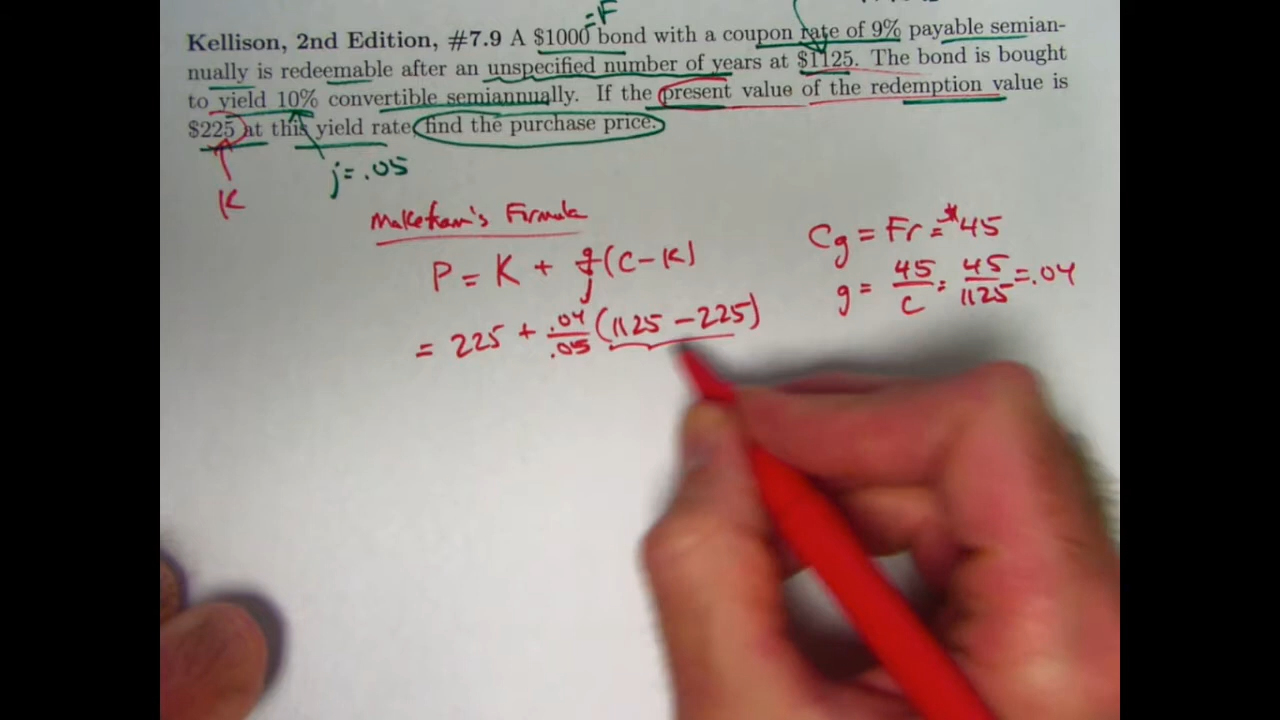 = F
Kellison, 2nd Edition, #7.9 A $1000 bond with a coupon rate of 9% payable semian-
nually is redeemable after an unspecified number of years at $1125. The bond is bought
to yield 10% convertible semiannually. If the present value of the redemption value is
$225 at this yield rate find the purchase price.
K
j = .05
Makeham's Formula
P = K + g/j (C - K)
= 225 + .04/.05 (1125 - 225)
Cg = Fr = $45
g = 45/C = 45/1125 = .04